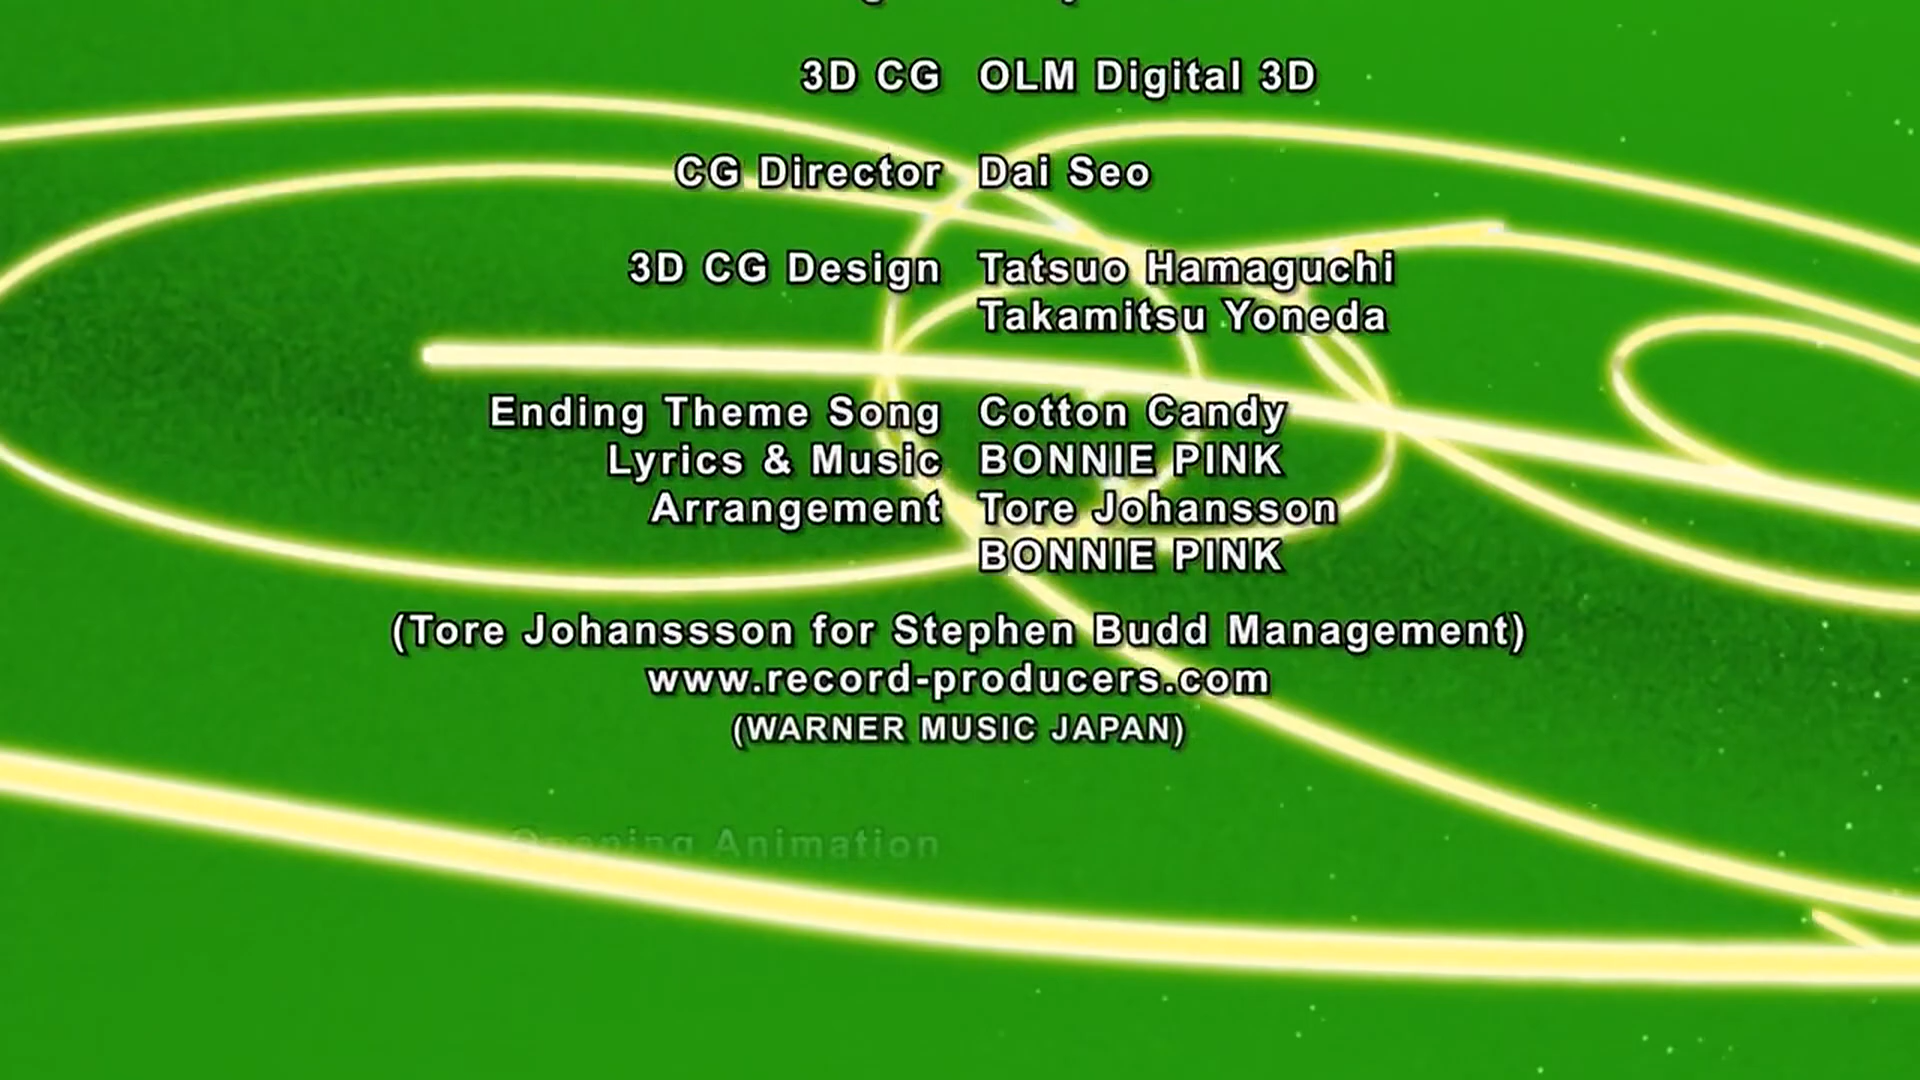 3D CG OLM Digital 3D
CG Director Dai Seo
3D CG Design Tatsuo Hamaguchi
Takamitsu Yoneda
Ending Theme Song Cotton Candy
Lyrics & Music BONNIE PINK
Arrangement Tore Johansson
BONNIE PINK
(Tore Johanssson for Stephen Budd Management)
www.record-producers.com
(WARNER MUSIC JAPAN)
Opening Animation